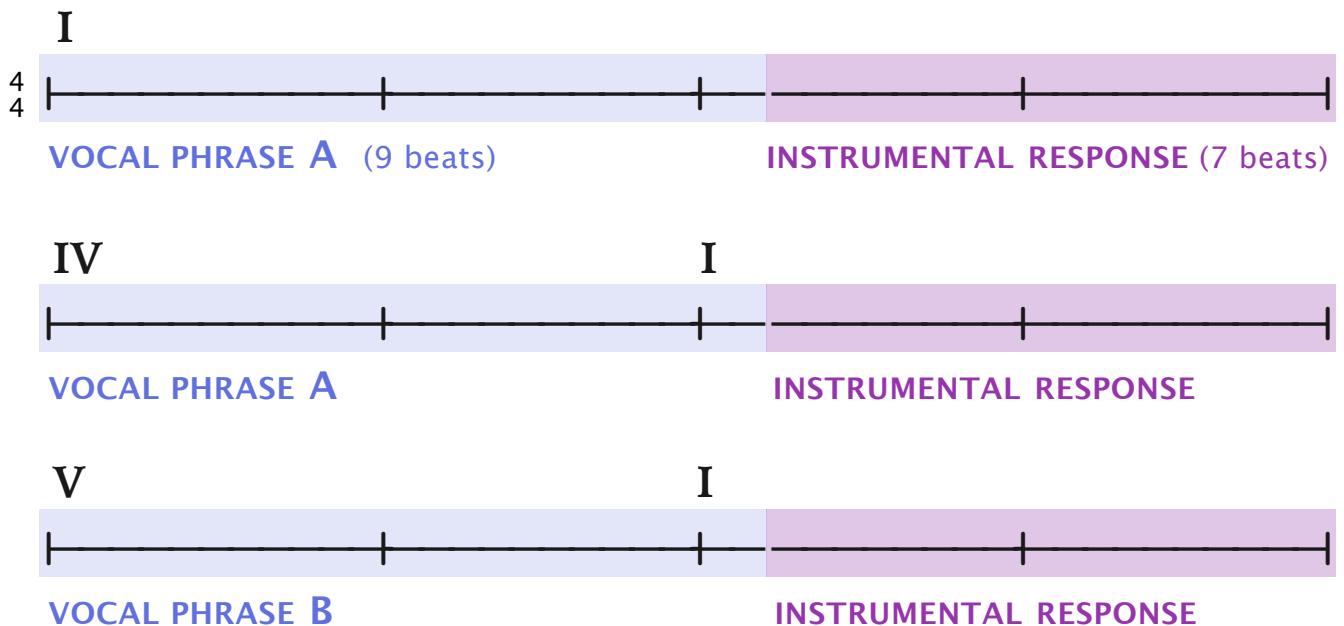 I
4
4
VOCAL PHRASE A (9 beats) INSTRUMENTAL RESPONSE (7 beats)
IV I
VOCAL PHRASE A INSTRUMENTAL RESPONSE
V I
VOCAL PHRASE B INSTRUMENTAL RESPONSE